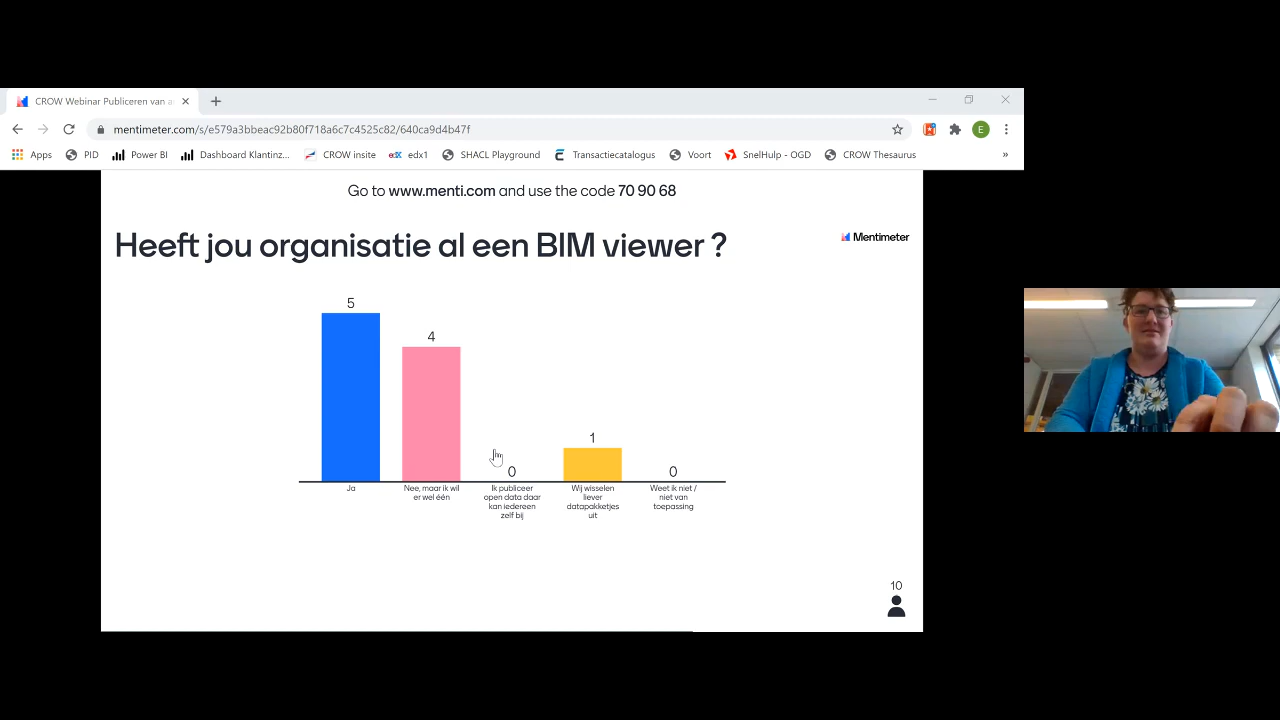 CROW Webinar Publiceren van a
mentimeter.com/s/e579a3bbeac92b80f718a6c7c4525c82/640ca9d4b47f
E
Apps PID Power BI Dashboard Klantinz... CROW insite edx1 SHACL Playground Transactiecatalogus Voort SnelHulp - OGD CROW Thesaurus »
Go to www.menti.com and use the code 70 90 68
Heeft jou organisatie al een BIM viewer ?
Mentimeter
5
4
0
1
0
Ja
Nee, maar ik wil
er wel één
Ik publiceer
open data daar
kan iedereen
zelf bij
Wij wisselen
liever
datapakketjes
uit
Weet ik niet /
niet van
toepassing
10